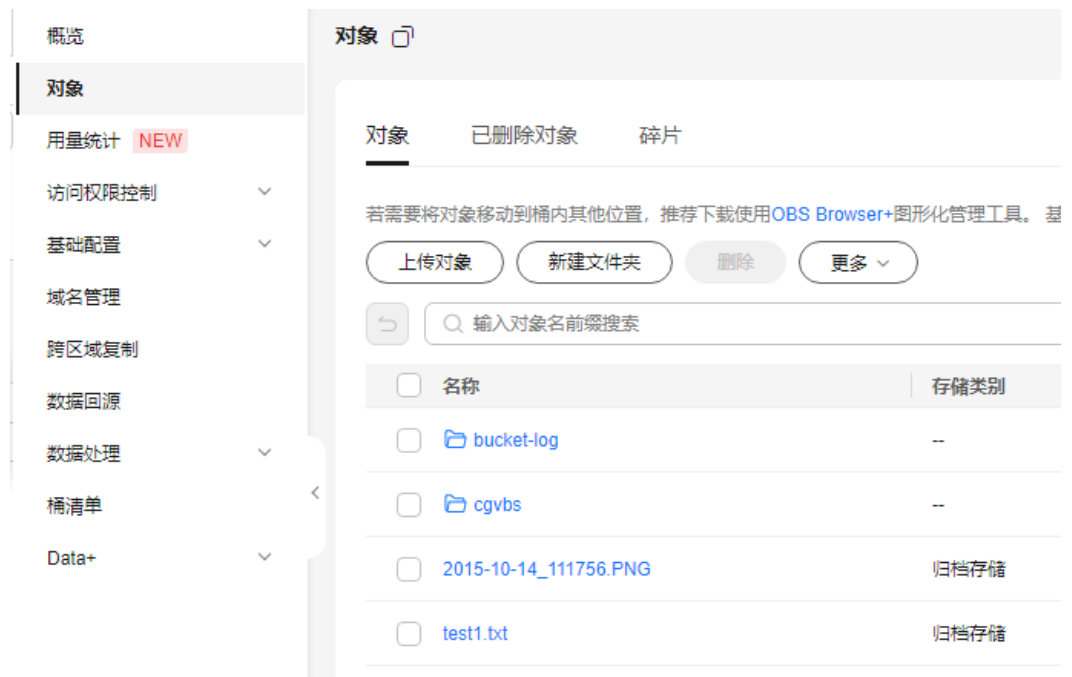 概览
对象
用量统计 NEW
访问权限控制
基础配置
域名管理
跨区域复制
数据回源
数据处理
桶清单
Data+
对象
对象 已删除对象 碎片
若需要将对象移动到桶内其他位置，推荐下载使用OBS Browser+图形化管理工具。 基
上传对象 新建文件夹 删除 更多
输入对象名前缀搜索
名称 存储类别
bucket-log --
cgvbs --
2015-10-14_111756.PNG 归档存储
test1.txt 归档存储